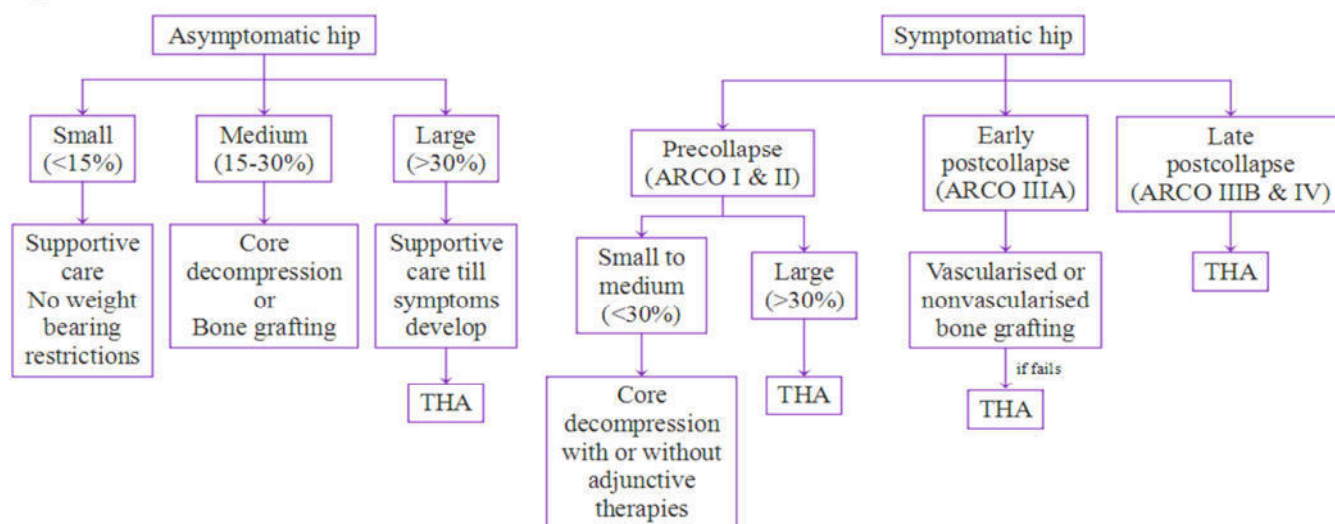 Asymptomatic hip
Small
(<15%)
Medium
(15-30%)
Large
(>30%)
Supportive
care
No weight
bearing
restrictions
Core
decompression
or
Bone grafting
Supportive
care till
symptoms
develop
THA
Symptomatic hip
Precollapse
(ARCO I & II)
Early
postcollapse
(ARCO IIIA)
Late
postcollapse
(ARCO IIIB & IV)
Small to
medium
(<30%)
Large
(>30%)
Vascularised or
nonvascularised
bone grafting
THA
Core
decompression
with or without
adjunctive
therapies
THA
if fails
THA